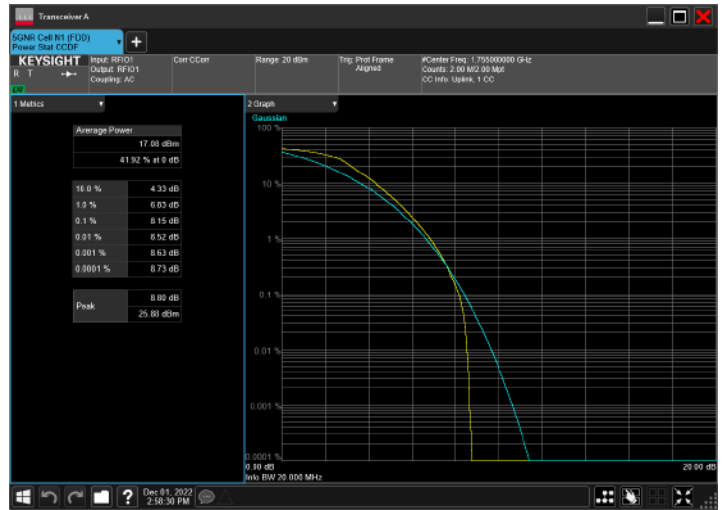 Transceiver A
5GNR Cell N1 (FDD)
Power Stat CCDF
KEYSIGHT
R T
Input: RFIO1
Output: RFIO1
Coupling: AC
Corr CCorr
Range: 20 dBm
Trig: Prot Frame
Aligned
#Center Freq: 1.755000000 GHz
Counts: 2.00 M/2.00 Mpt
CC Info: Uplink, 1 CC
1 Metrics
Average Power
17.08 dBm
41.92 % at 0 dB
10.0 % 4.33 dB
1.0 % 6.83 dB
0.1 % 8.15 dB
0.01 % 8.52 dB
0.001 % 8.63 dB
0.0001 % 8.73 dB
Peak 8.80 dB
25.88 dBm
2 Graph
Gaussian
100 %
10 %
1 %
0.1 %
0.01 %
0.001 %
0.0001 %
0.00 dB 20.00 dB
Info BW 20.000 MHz
Dec 01, 2022
2:58:30 PM